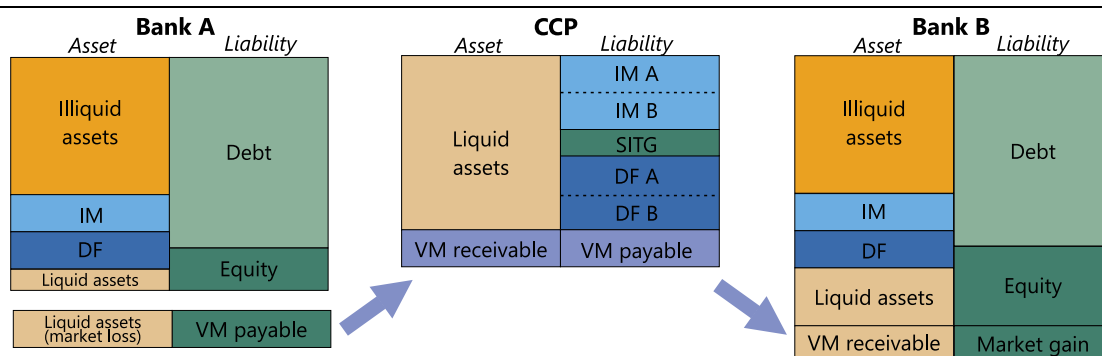 Bank A
Asset
Liability
Illiquid
assets
Debt
IM
DF
Equity
Liquid assets
Liquid assets
(market loss)
VM payable
CCP
Asset
Liability
Liquid
assets
IM A
IM B
SITG
DF A
DF B
VM receivable
VM payable
Bank B
Asset
Liability
Illiquid
assets
Debt
IM
DF
Liquid assets
Equity
VM receivable
Market gain